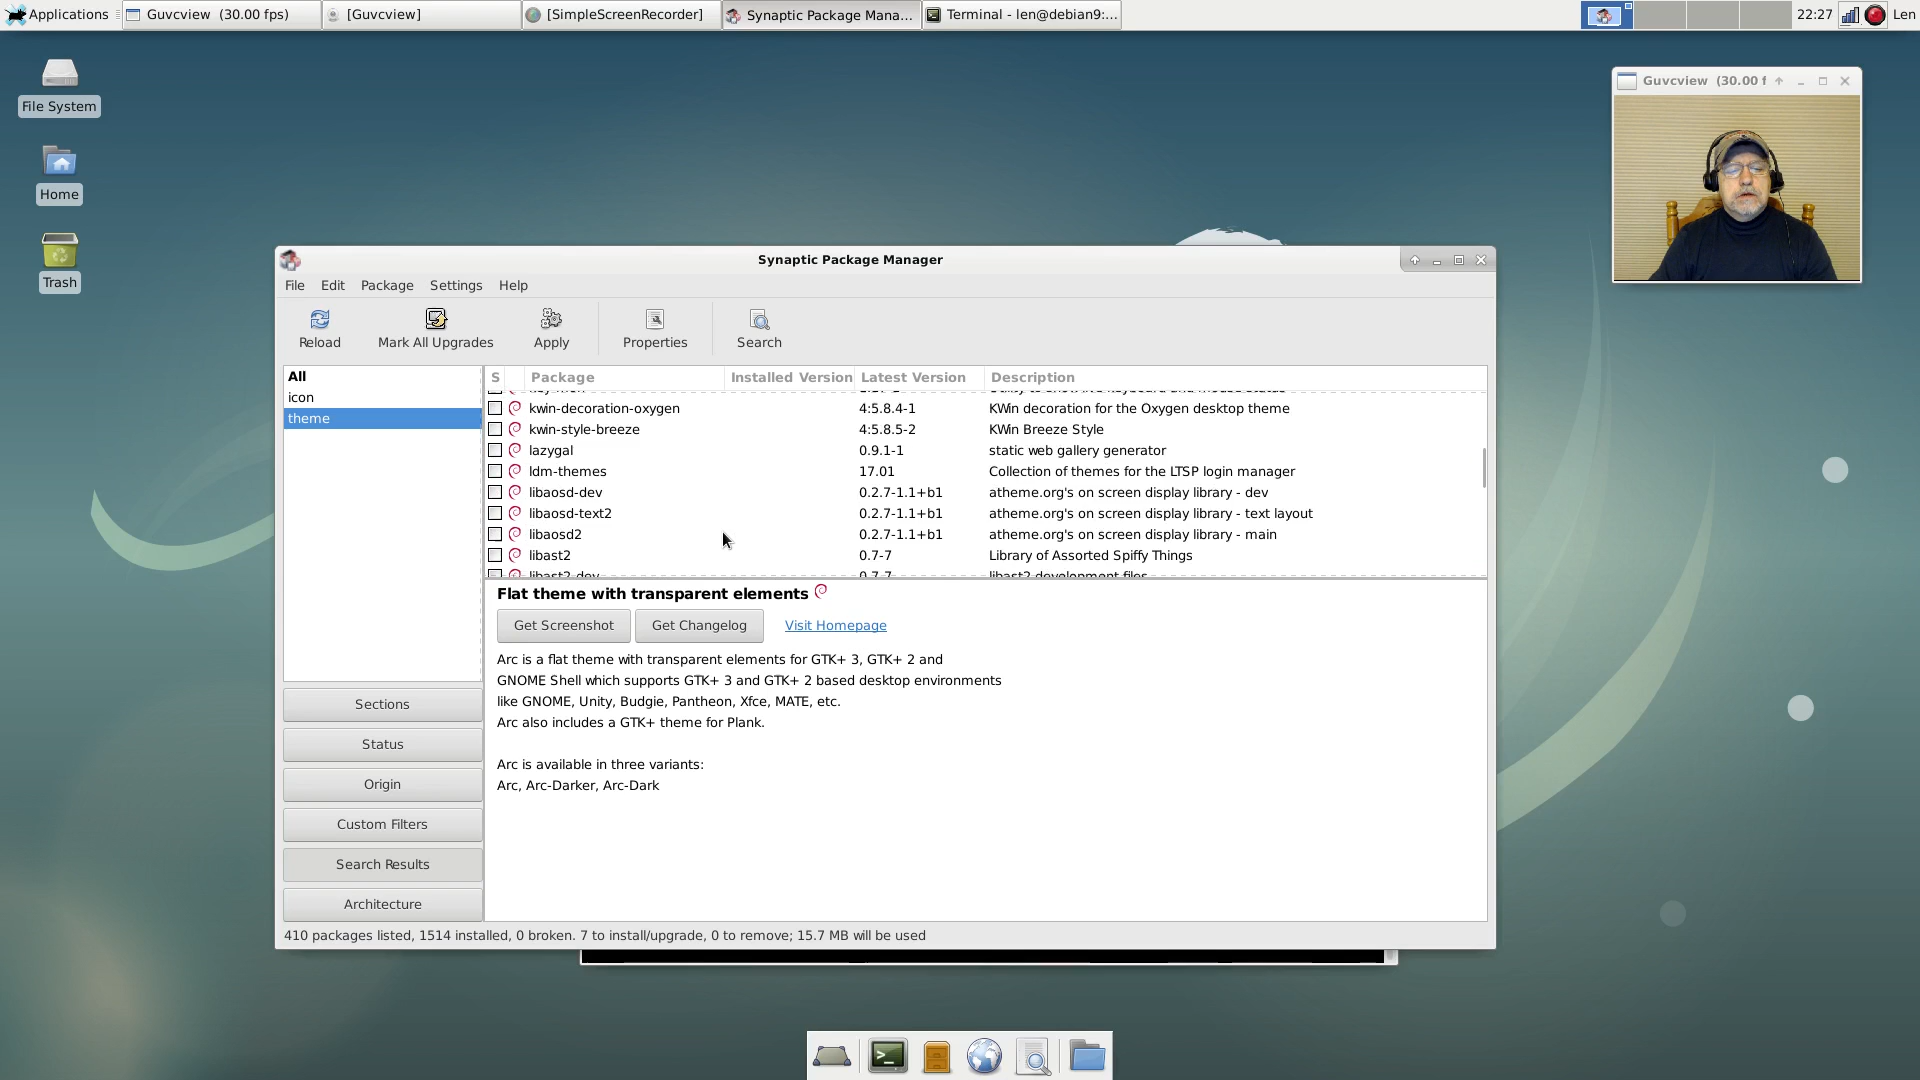 Applications
Guvcview (30.00 fps)
[Guvcview]
[SimpleScreenRecorder]
Synaptic Package Mana...
Terminal - len@debian9:...
22:27
Len
File System
Home
Trash
Guvcview (30.00 f
Synaptic Package Manager
File Edit Package Settings Help
Reload
Mark All Upgrades
Apply
Properties
Search
All
icon
theme
S Package Installed Version Latest Version Description
kwin-decoration-oxygen 4:5.8.4-1 KWin decoration for the Oxygen desktop theme
kwin-style-breeze 4:5.8.5-2 KWin Breeze Style
lazygal 0.9.1-1 static web gallery generator
ldm-themes 17.01 Collection of themes for the LTSP login manager
libaosd-dev 0.2.7-1.1+b1 atheme.org's on screen display library - dev
libaosd-text2 0.2.7-1.1+b1 atheme.org's on screen display library - text layout
libaosd2 0.2.7-1.1+b1 atheme.org's on screen display library - main
libast2 0.7-7 Library of Assorted Spiffy Things
libast2-dev 0.7-7 libast2 development files
Flat theme with transparent elements
Get Screenshot
Get Changelog
Visit Homepage
Arc is a flat theme with transparent elements for GTK+ 3, GTK+ 2 and
GNOME Shell which supports GTK+ 3 and GTK+ 2 based desktop environments
like GNOME, Unity, Budgie, Pantheon, Xfce, MATE, etc.
Arc also includes a GTK+ theme for Plank.
Arc is available in three variants:
Arc, Arc-Darker, Arc-Dark
Sections
Status
Origin
Custom Filters
Search Results
Architecture
410 packages listed, 1514 installed, 0 broken. 7 to install/upgrade, 0 to remove; 15.7 MB will be used